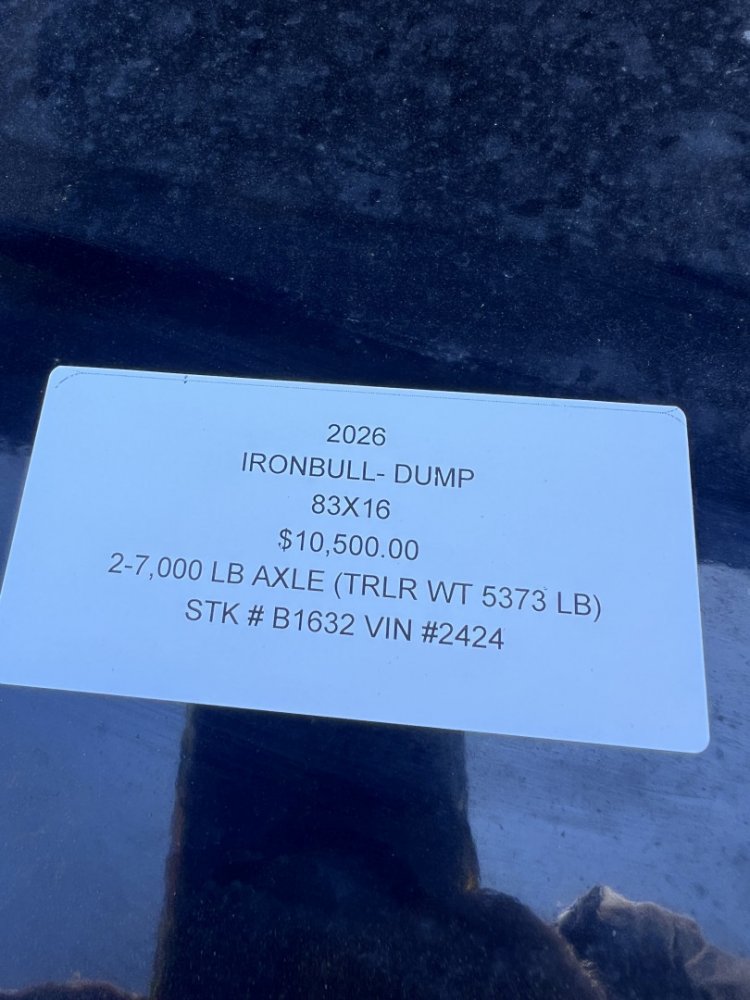 2026
IRONBULL- DUMP
83X16
$10,500.00
2-7,000 LB AXLE (TRLR WT 5373 LB)
STK # B1632 VIN #2424